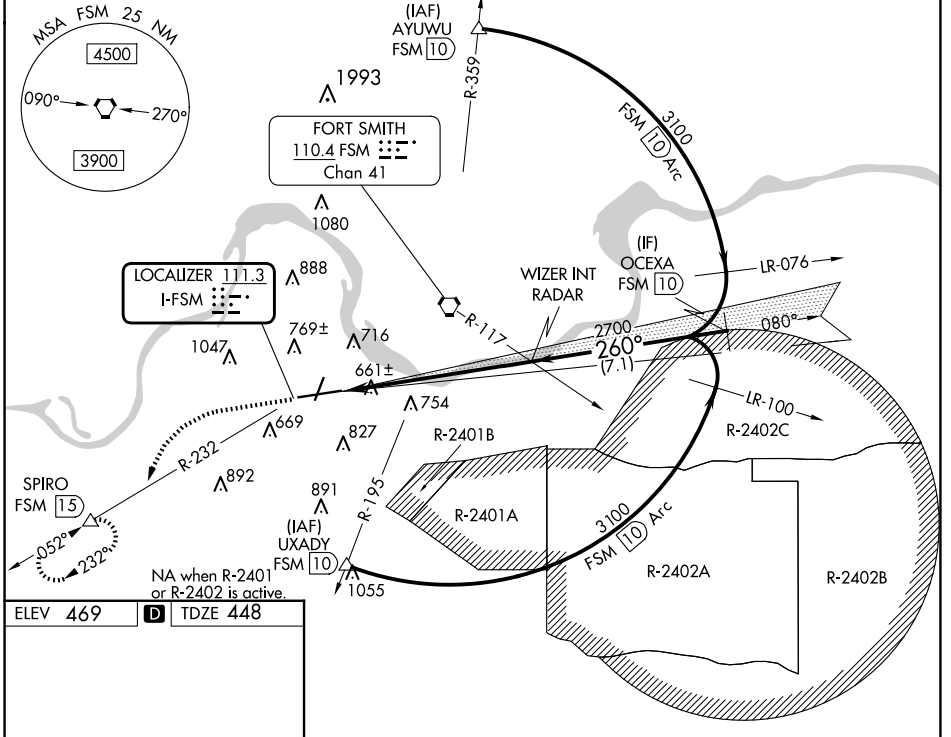 MSA FSM 25 NM
4500
090°
270°
3900
(IAF)
AYUWU
FSM 10
R-359
1993
FORT SMITH
110.4 FSM
Chan 41
1080
3100
FSM 10 Arc
(IF)
OCEXA
FSM 10
LR-076
LOCALIZER 111.3
I-FSM
888
WIZER INT
RADAR
R-117
2700
260°
(7.1)
080°
769±
716
1047
661±
754
LR-100
669
827
R-2401B
R-2402C
R-232
892
SPIRO
FSM 15
891
R-195
R-2401A
3100
FSM 10 Arc
052°
232°
(IAF)
UXADY
FSM 10
1055
R-2402A
R-2402B
NA when R-2401
or R-2402 is active.
ELEV 469
D
TDZE 448